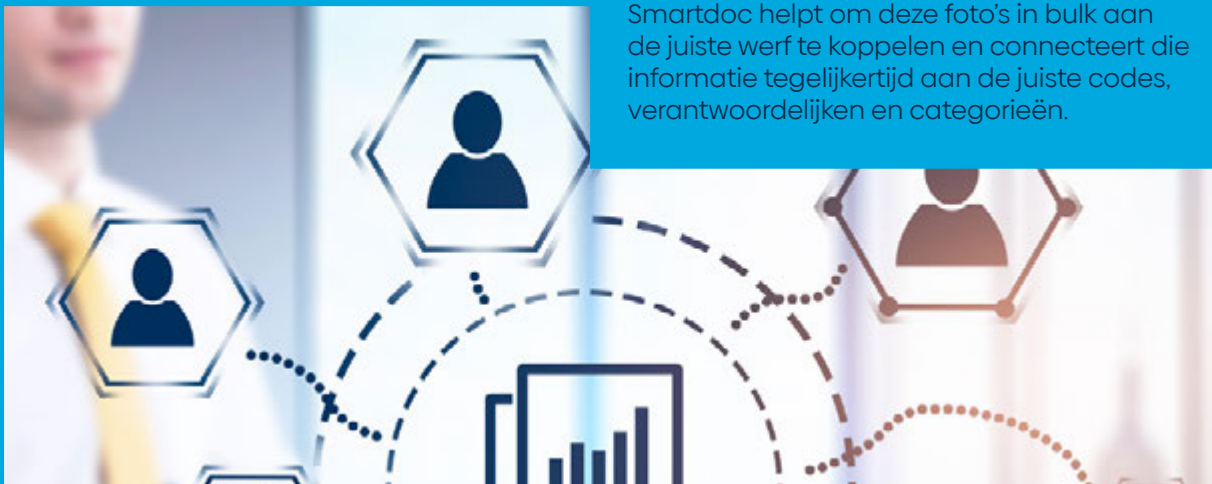 Smartdoc helpt om deze foto’s in bulk aan
de juiste werf te koppelen en connecteert die
informatie tegelijkertijd aan de juiste codes,
verantwoordelijken en categorieën.